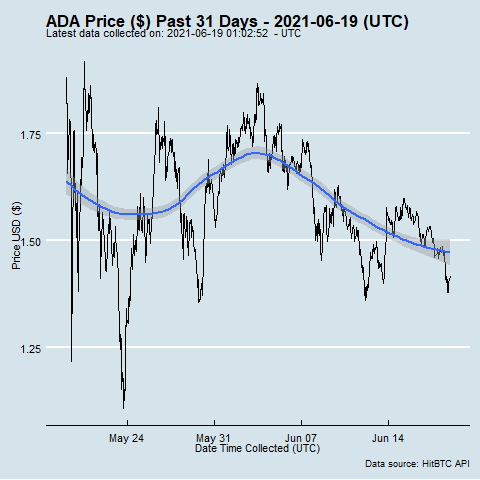 ADA Price ($) Past 31 Days - 2021-06-19 (UTC)
Latest data collected on: 2021-06-19 01:02:52 - UTC
Price USD ($)
1.75
1.50
1.25
May 24
May 31
Jun 07
Jun 14
Date Time Collected (UTC)
Data source: HitBTC API